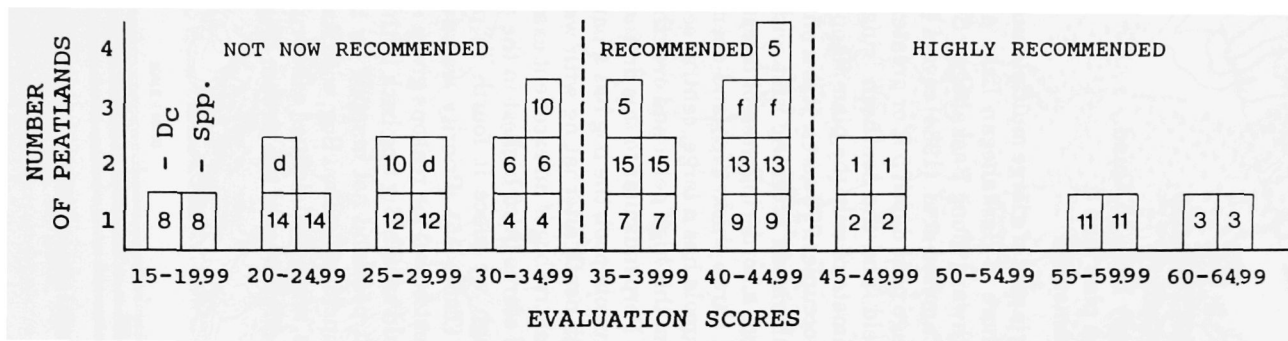 NUMBER
OF PEATLANDS
4
3
2
1
NOT NOW RECOMMENDED
RECOMMENDED
HIGHLY RECOMMENDED
5
10 5 f f
d 10 d 6 6 15 15 13 13 1 1
8 8 14 14 12 12 4 4 7 7 9 9 2 2 11 11 3 3
- Dc
- spp.
15-19.99 20-24.99 25-29.99 30-34.99 35-39.99 40-44.99 45-49.99 50-54.99 55-59.99 60-64.99
EVALUATION SCORES